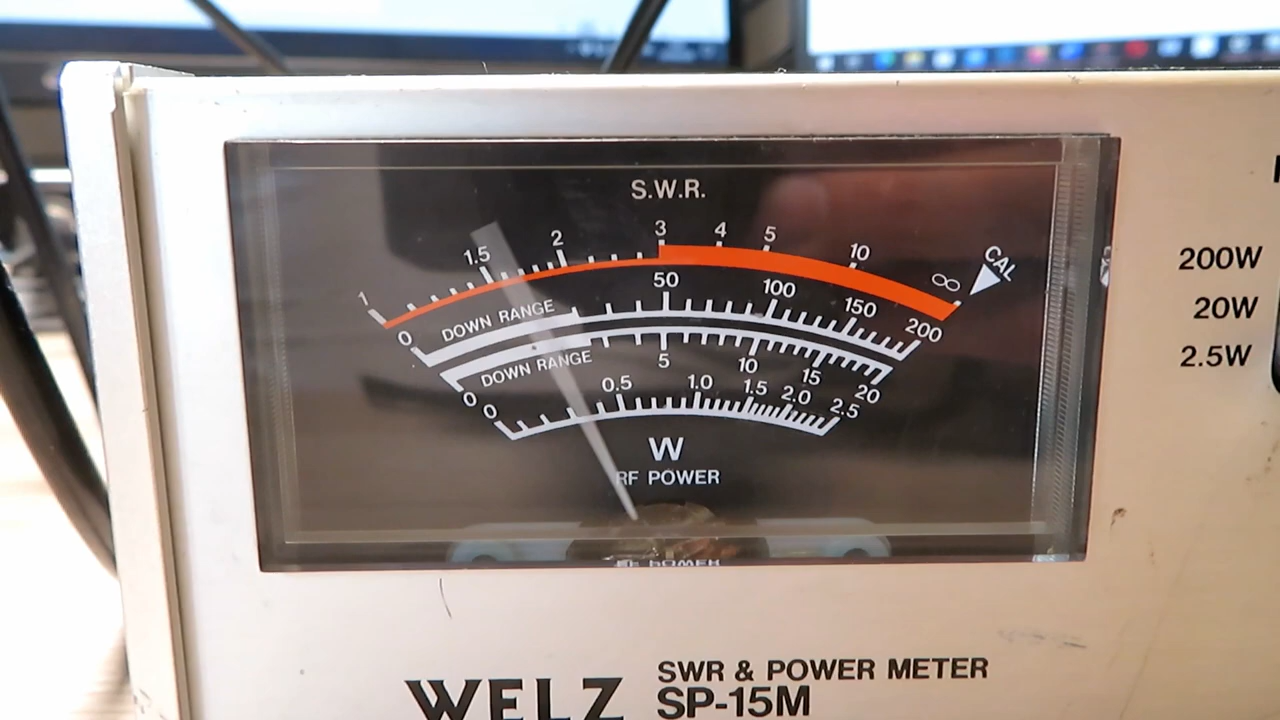 S.W.R.
1 1.5 2 3 4 5 10 ∞ CAL
0 DOWN RANGE 50 100 150 200
0 DOWN RANGE 5 10 15 20
0 0.5 1.0 1.5 2.0 2.5
W
RF POWER
200W
20W
2.5W
WELZ SWR & POWER METER
SP-15M